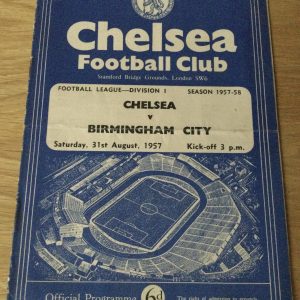 Chelsea
Football Club
Stamford Bridge Grounds, London SW6
FOOTBALL LEAGUE—DIVISION I SEASON 1957-58
CHELSEA
v
BIRMINGHAM CITY
Saturday, 31st August, 1957 Kick-off 3 p.m.
Official Programme 6d